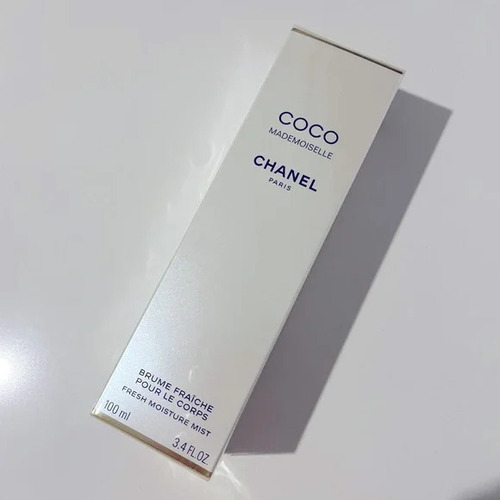 COCO
MADEMOISELLE
CHANEL
PARIS
BRUME FRAÎCHE
POUR LE CORPS
FRESH MOISTURE MIST
100 ml
3.4 FL.OZ.